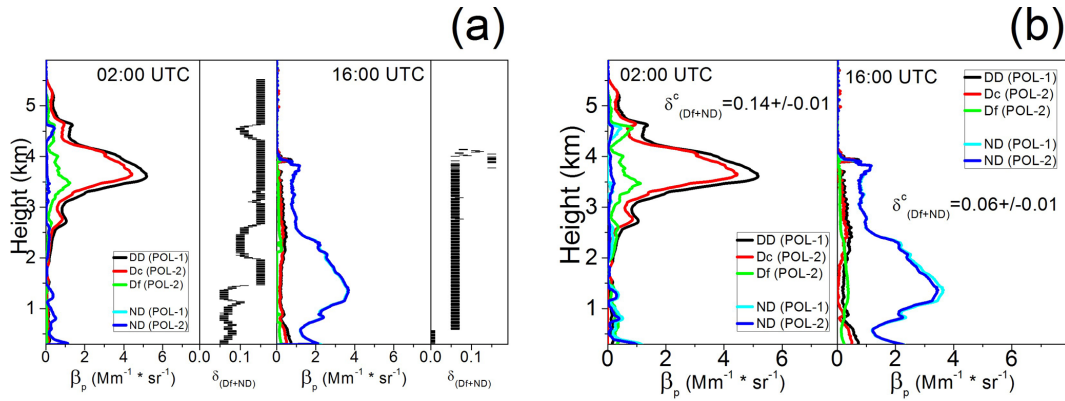 (a)
02:00 UTC
16:00 UTC
5
4
3
2
1
Height (km)
DD (POL-1)
Dc (POL-2)
Df (POL-2)
ND (POL-1)
ND (POL-2)
0 2 4 6
0.0 0.1
0 2 4 6
0.0 0.1
βp (Mm⁻¹ * sr⁻¹)
δ(Df+ND)
βp (Mm⁻¹ * sr⁻¹)
δ(Df+ND)
(b)
02:00 UTC
δᶜ(Df+ND)=0.14+/-0.01
16:00 UTC
DD (POL-1)
Dc (POL-2)
Df (POL-2)
ND (POL-1)
ND (POL-2)
δᶜ(Df+ND)=0.06+/-0.01
5
4
3
2
1
Height (km)
DD (POL-1)
Dc (POL-2)
Df (POL-2)
ND (POL-1)
ND (POL-2)
0 2 4 6
0 2 4 6
βp (Mm⁻¹ * sr⁻¹)
βp (Mm⁻¹ * sr⁻¹)